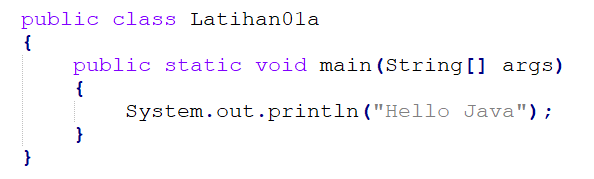 public class Latihan01a
{
    public static void main(String[] args)
    {
        System.out.println("Hello Java");
    }
}